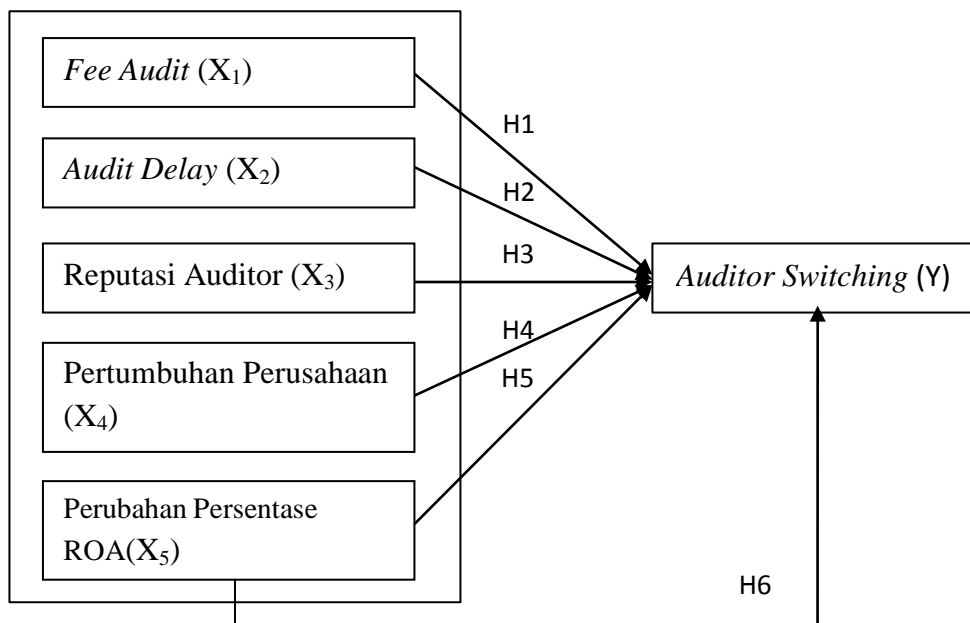 Fee Audit (X₁)
H1
Audit Delay (X₂)
H2
Reputasi Auditor (X₃)
H3
Auditor Switching (Y)
H4
Pertumbuhan Perusahaan
(X₄)
H5
Perubahan Persentase
ROA(X₅)
H6